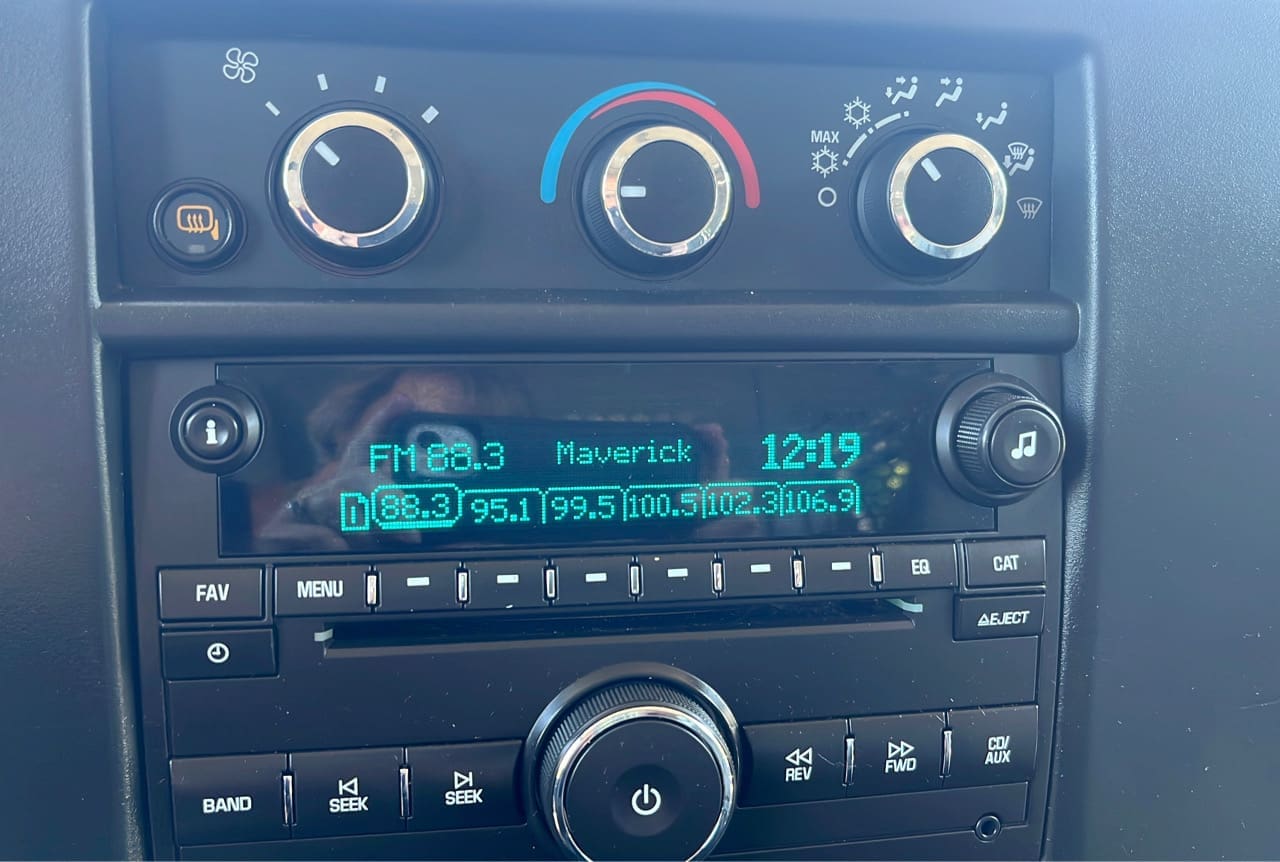 MAX
FM 88.3 Maverick 12:19
88.3 95.1 99.5 100.5 102.3 106.9
FAV MENU EQ CAT
EJECT
BAND SEEK SEEK REV FWD CD/
AUX